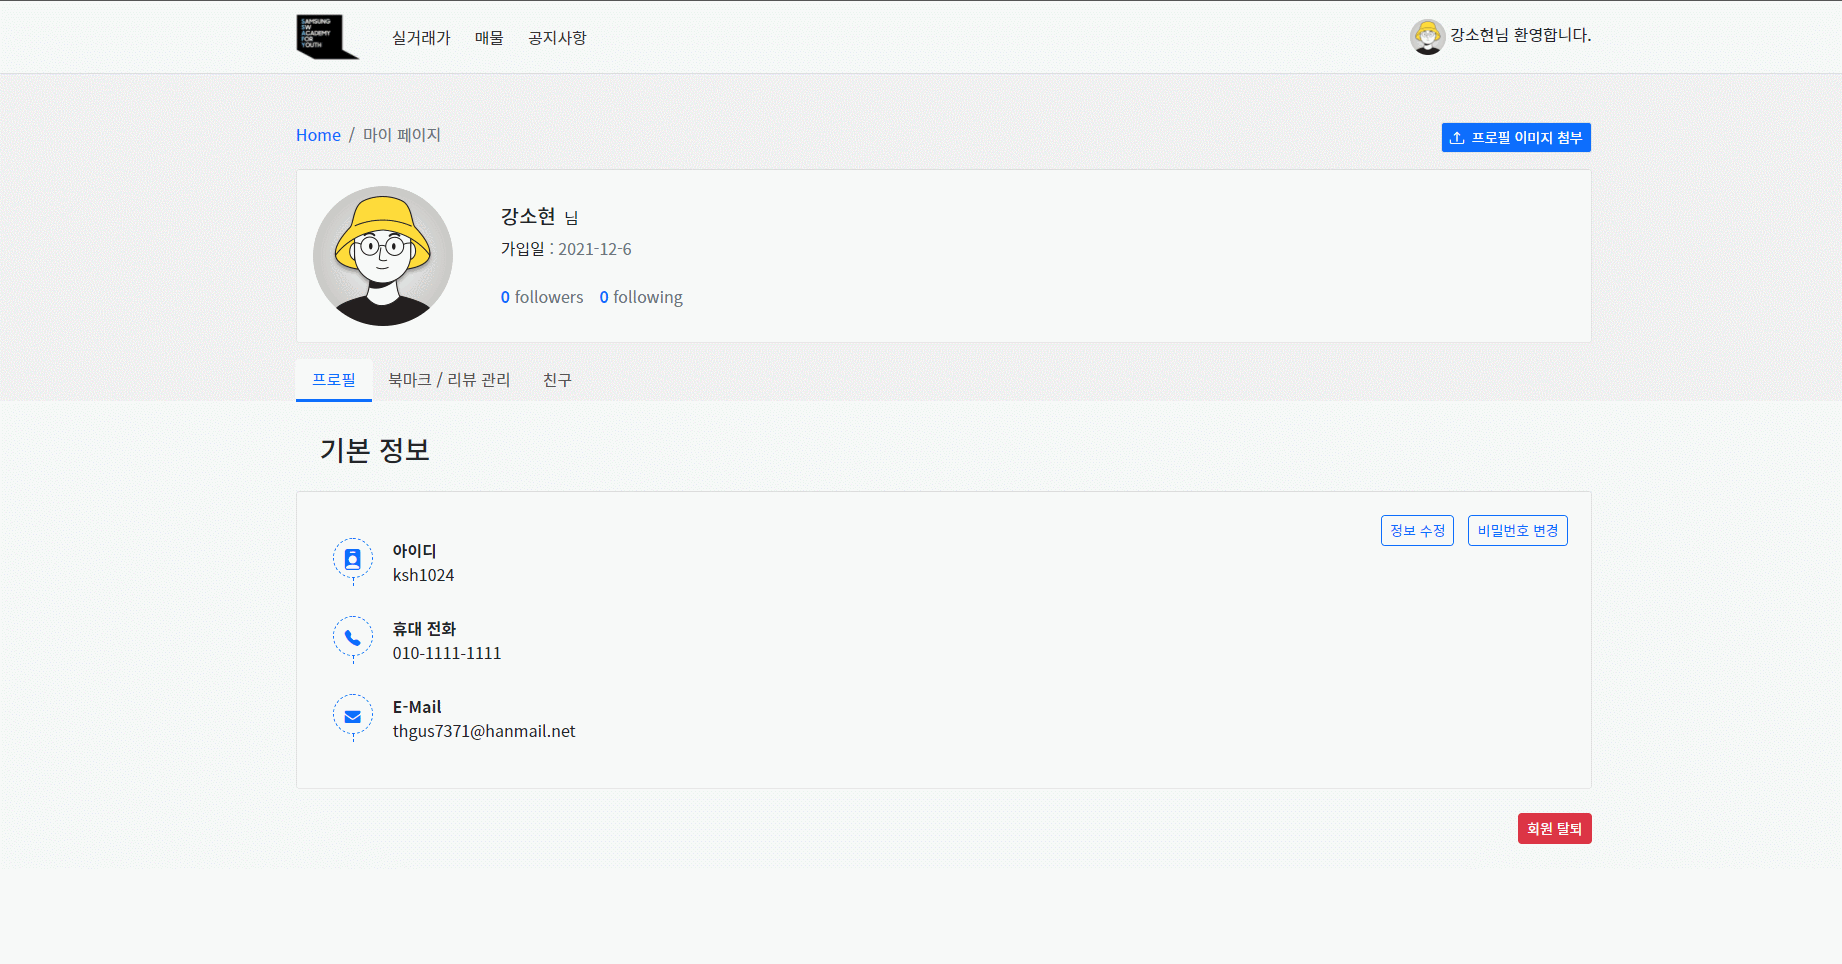 SAMSUNG
SW
ACADEMY
FOR
YOUTH
실거래가 매물 공지사항
강소현님 환영합니다.
Home / 마이 페이지
프로필 이미지 첨부
강소현 님
가입일 : 2021-12-6
0 followers 0 following
프로필 북마크 / 리뷰 관리 친구
기본 정보
정보 수정 비밀번호 변경
아이디
ksh1024
휴대 전화
010-1111-1111
E-Mail
thgus7371@hanmail.net
회원 탈퇴